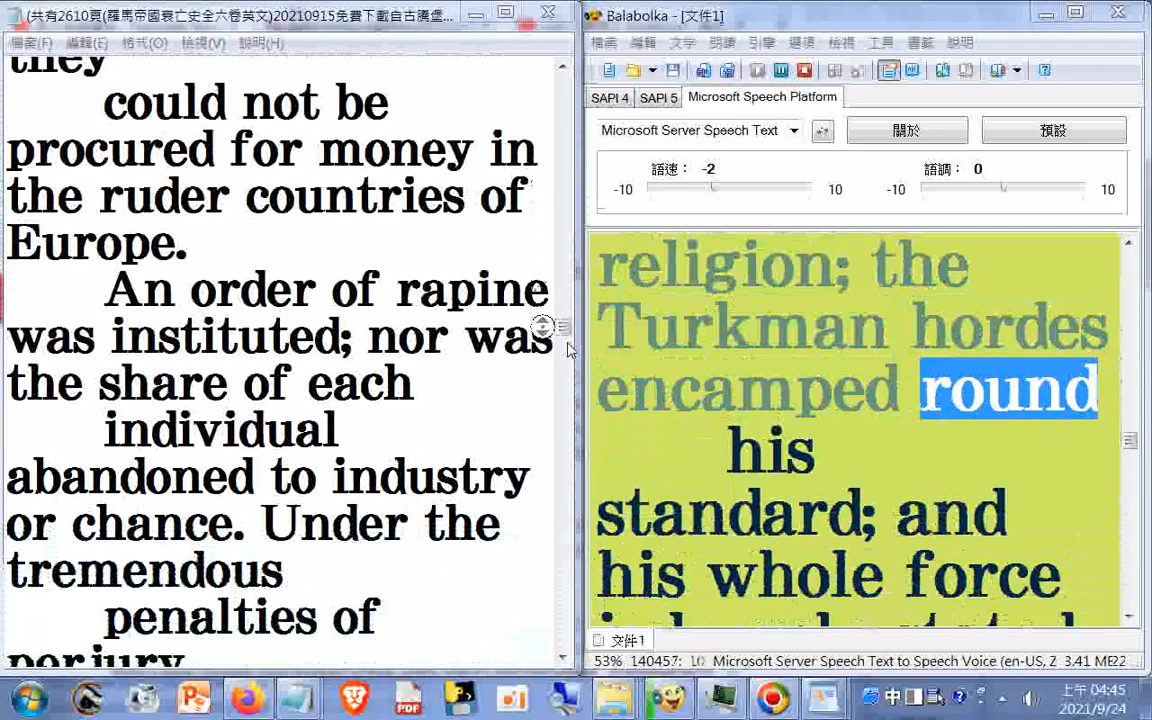 (共有2610頁(羅馬帝國衰亡史全六卷英文)20210915免費下載自古騰堡...
檔案(F) 編輯(E) 格式(O) 檢視(V) 說明(H)
they
could not be
procured for money in
the ruder countries of
Europe.
An order of rapine
was instituted; nor was
the share of each
individual
abandoned to industry
or chance. Under the
tremendous
penalties of
perjury
Balabolka - [文件1]
檔案 編輯 文字 朗讀 引擎 選項 檢視 工具 書籤 說明
SAPI 4 SAPI 5 Microsoft Speech Platform
Microsoft Server Speech Text 關於 預設
語速： -2 語調： 0
-10 10 -10 10
religion; the
Turkman hordes
encamped round
his
standard; and
his whole force
文件1
53% 140457: Microsoft Server Speech Text to Speech Voice (en-US, Z 3.41 ME22
中
上午 04:45
2021/9/24